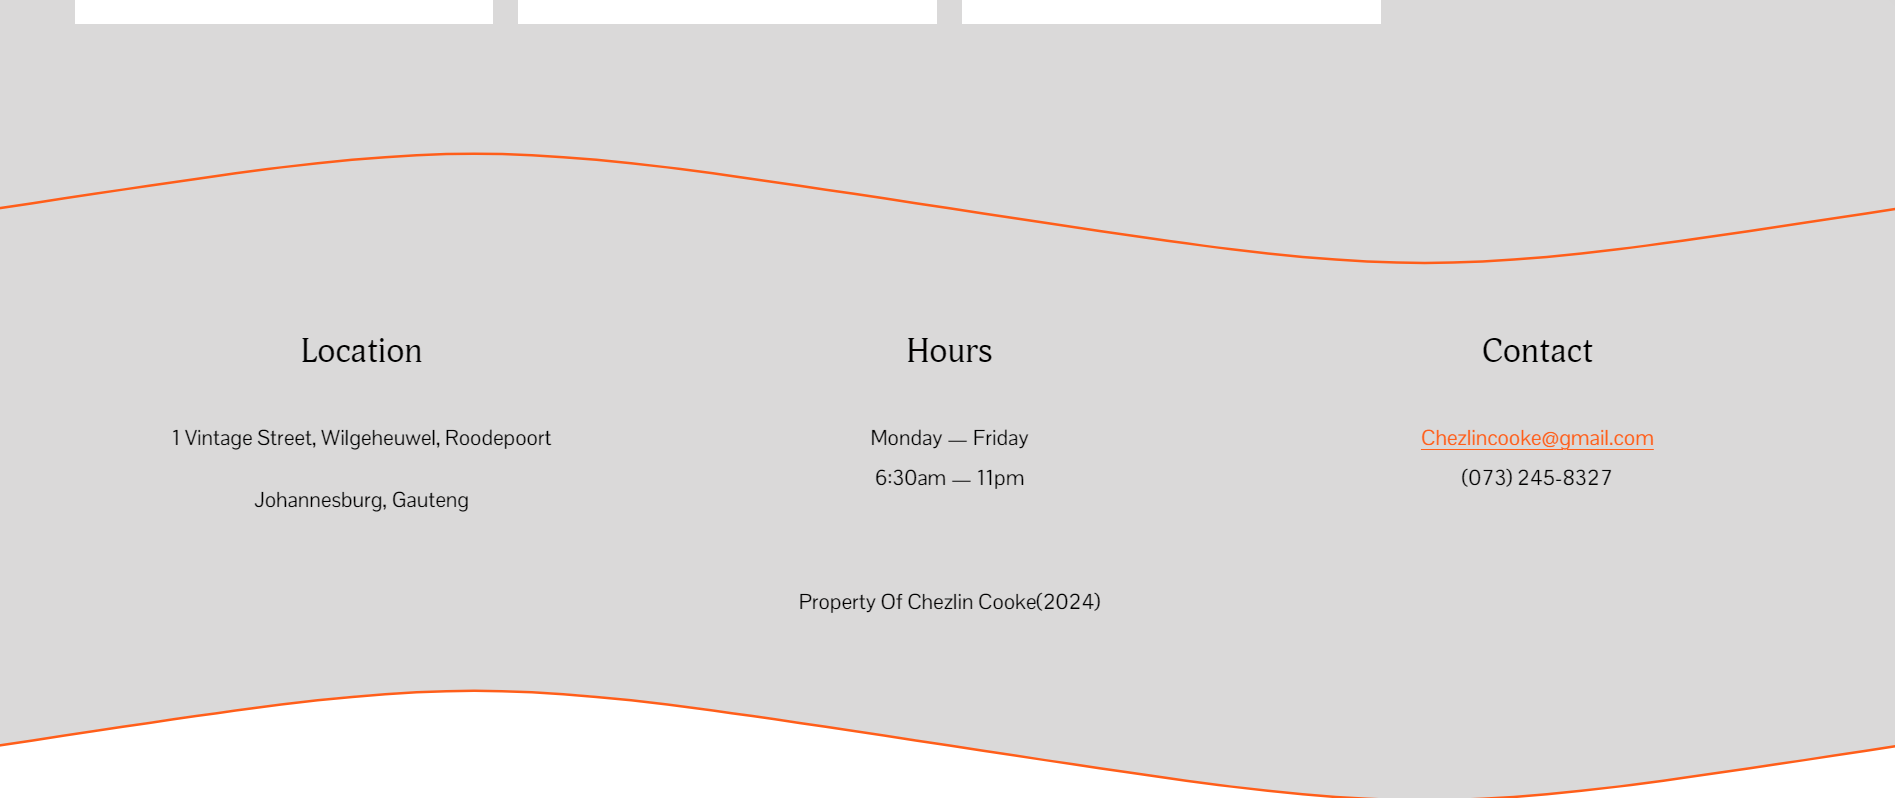 Location
1 Vintage Street, Wilgeheuwel, Roodepoort
Johannesburg, Gauteng
Hours
Monday — Friday
6:30am — 11pm
Contact
Chezlincooke@gmail.com
(073) 245-8327
Property Of Chezlin Cooke(2024)